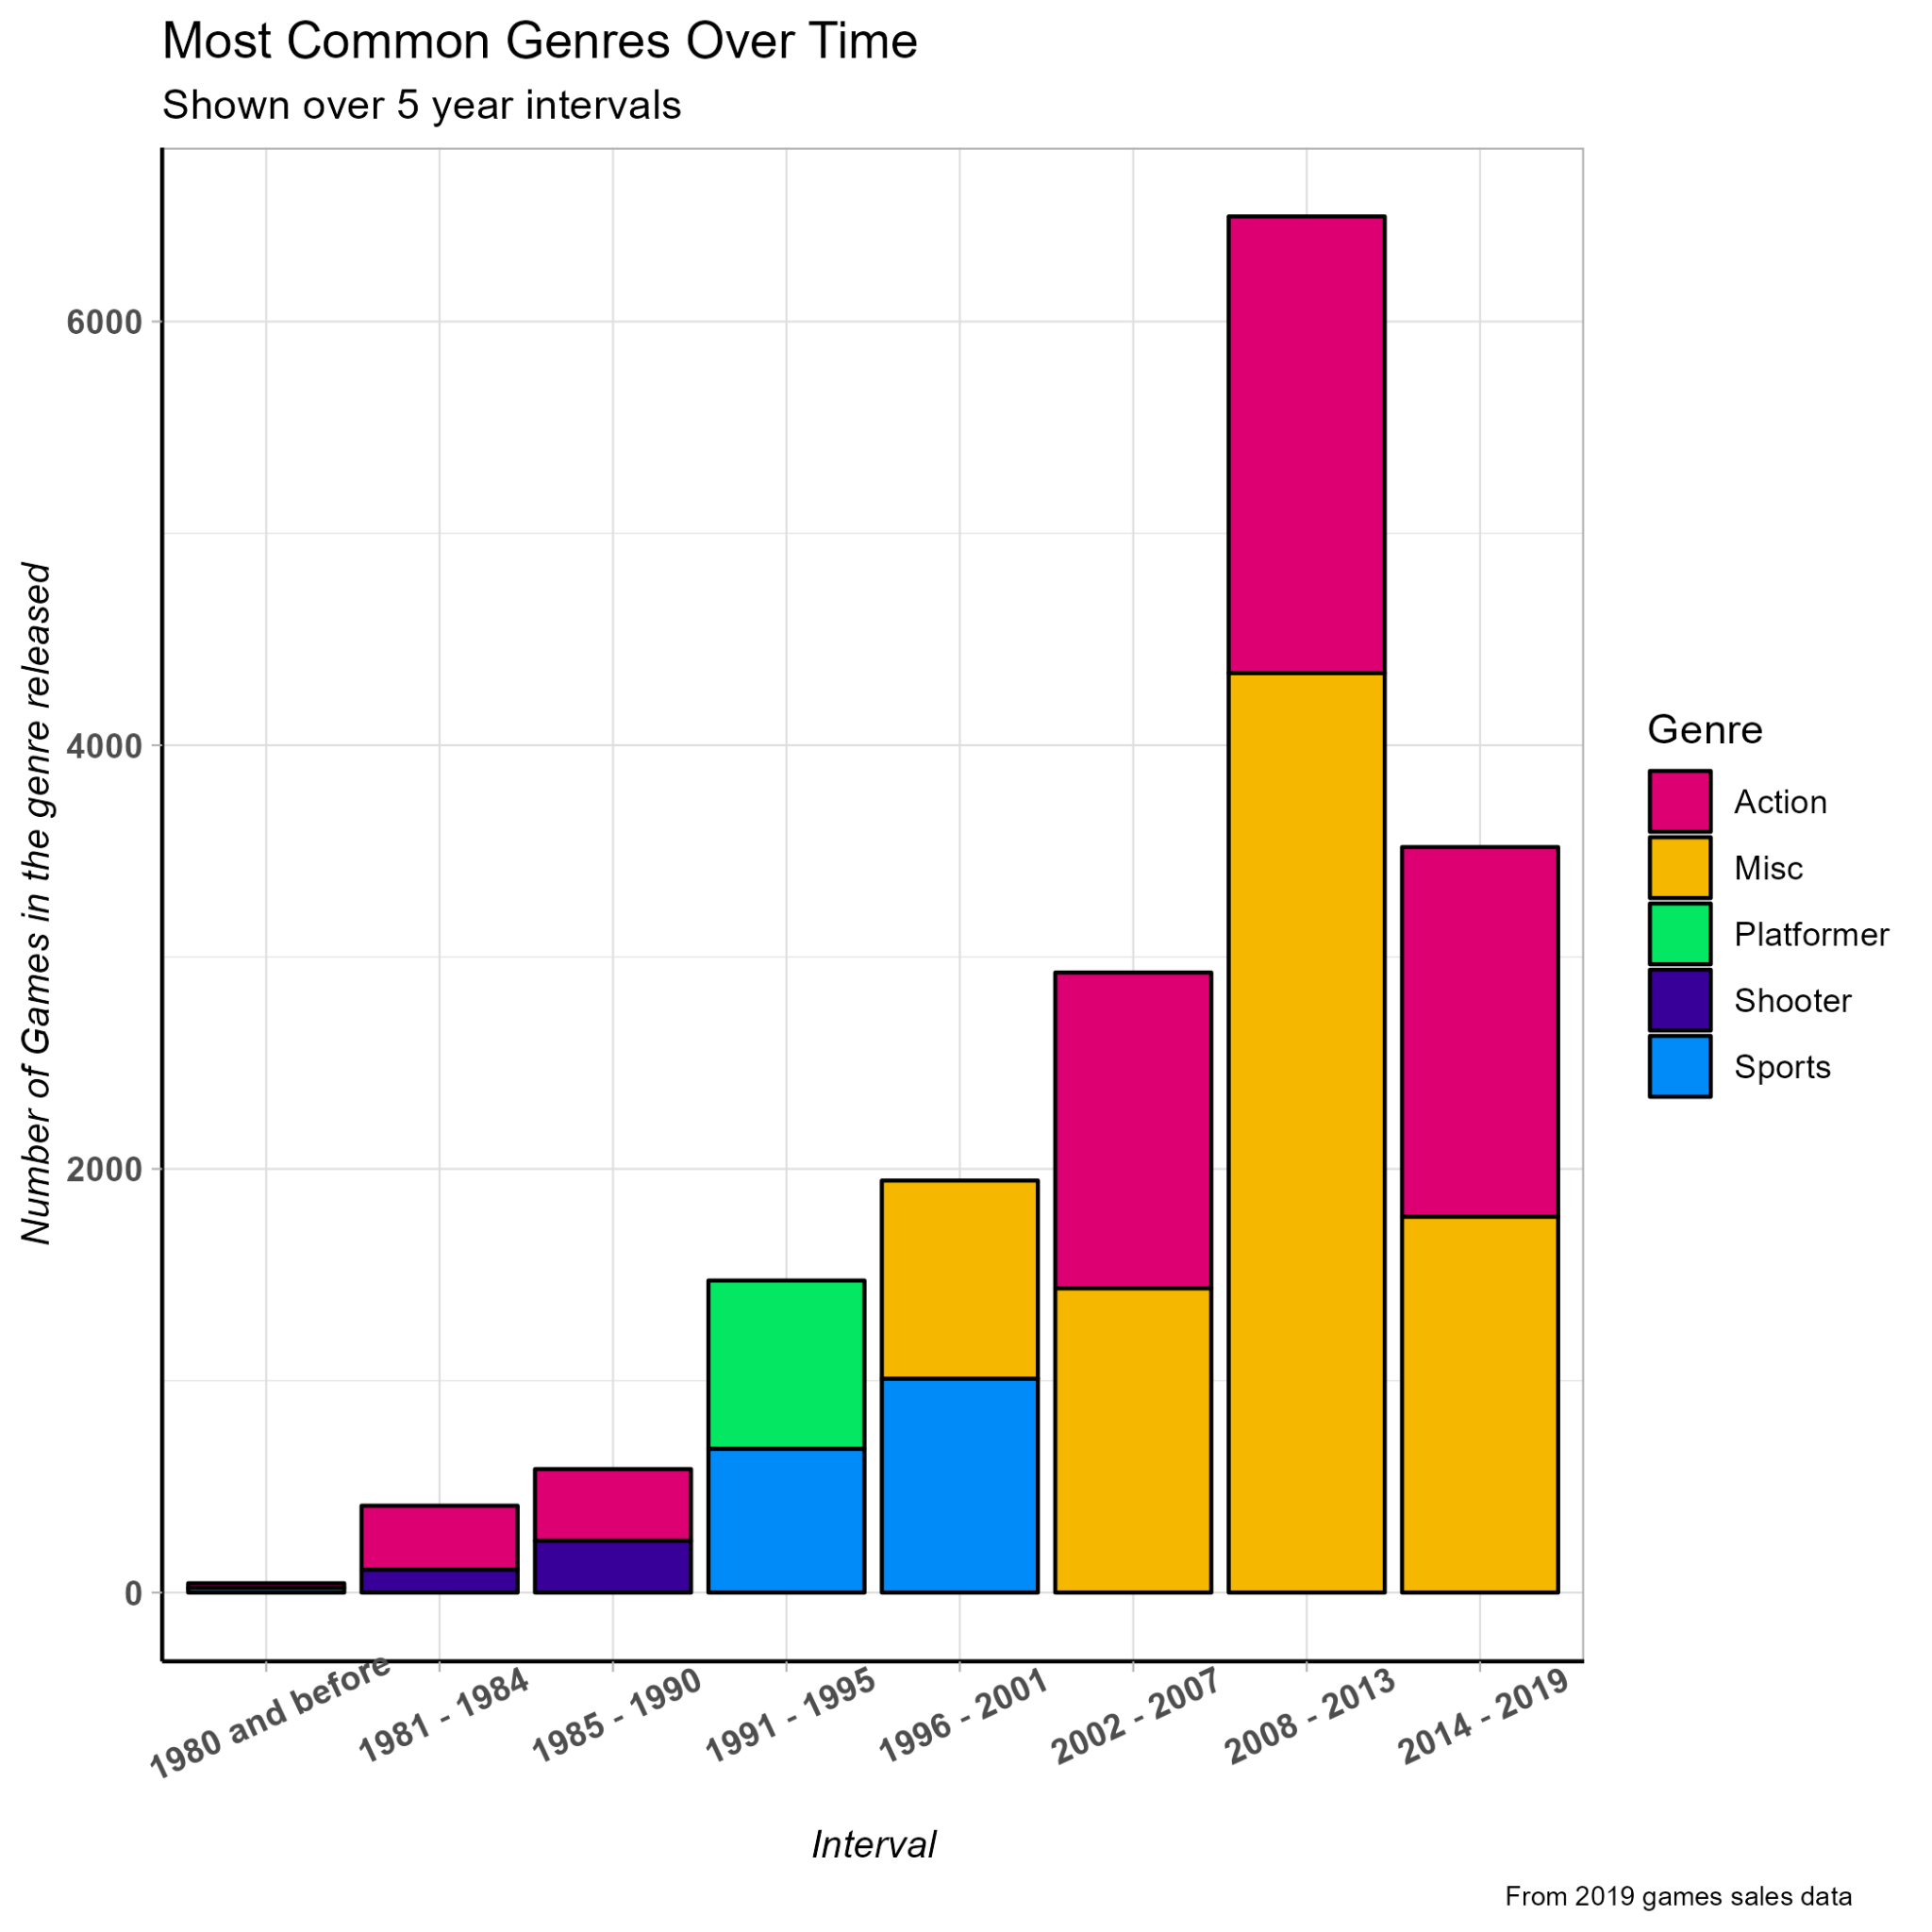 Most Common Genres Over Time
Shown over 5 year intervals
Number of Games in the genre released
6000
4000
2000
0
1980 and before
1981 - 1984
1985 - 1990
1991 - 1995
1996 - 2001
2002 - 2007
2008 - 2013
2014 - 2019
Interval
Genre
Action
Misc
Platformer
Shooter
Sports
From 2019 games sales data